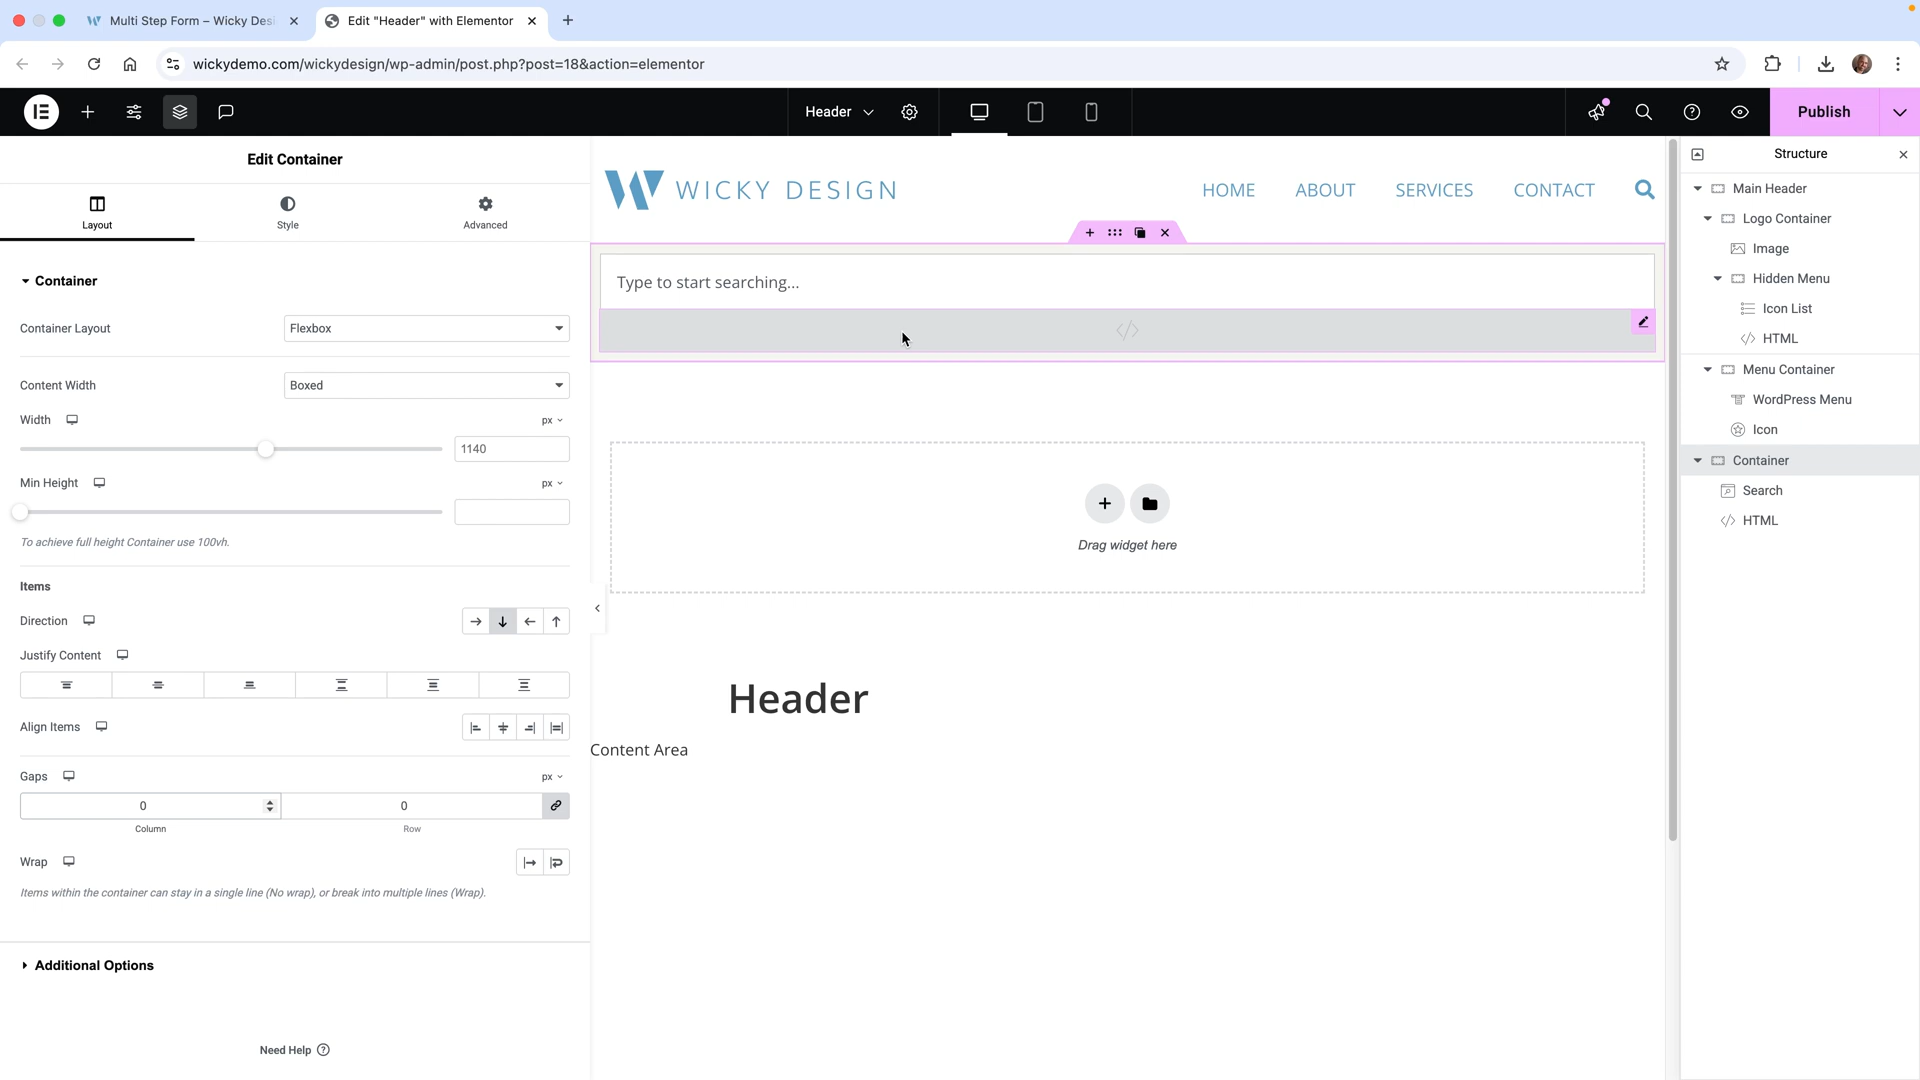 Multi Step Form – Wicky Desi
Edit "Header" with Elementor
wickydemo.com/wickydesign/wp-admin/post.php?post=18&action=elementor
Header
Publish
Edit Container
Layout
Style
Advanced
Container
Container Layout
Flexbox
Content Width
Boxed
Width
px
1140
Min Height
px
To achieve full height Container use 100vh.
Items
Direction
Justify Content
Align Items
Gaps
px
0
0
Column
Row
Wrap
Items within the container can stay in a single line (No wrap), or break into multiple lines (Wrap).
Additional Options
Need Help
WICKY DESIGN
HOME
ABOUT
SERVICES
CONTACT
Type to start searching...
Drag widget here
Header
Content Area
Structure
Main Header
Logo Container
Image
Hidden Menu
Icon List
HTML
Menu Container
WordPress Menu
Icon
Container
Search
HTML